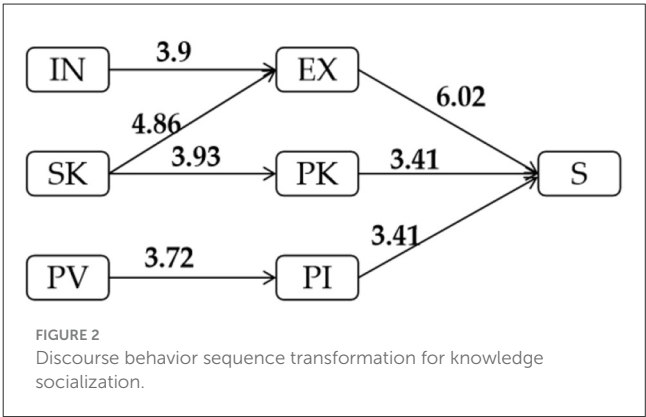 3.9
IN
EX
6.02
4.86
3.93
3.41
SK
PK
S
3.41
3.72
PV
PI
FIGURE 2
Discourse behavior sequence transformation for knowledge
socialization.